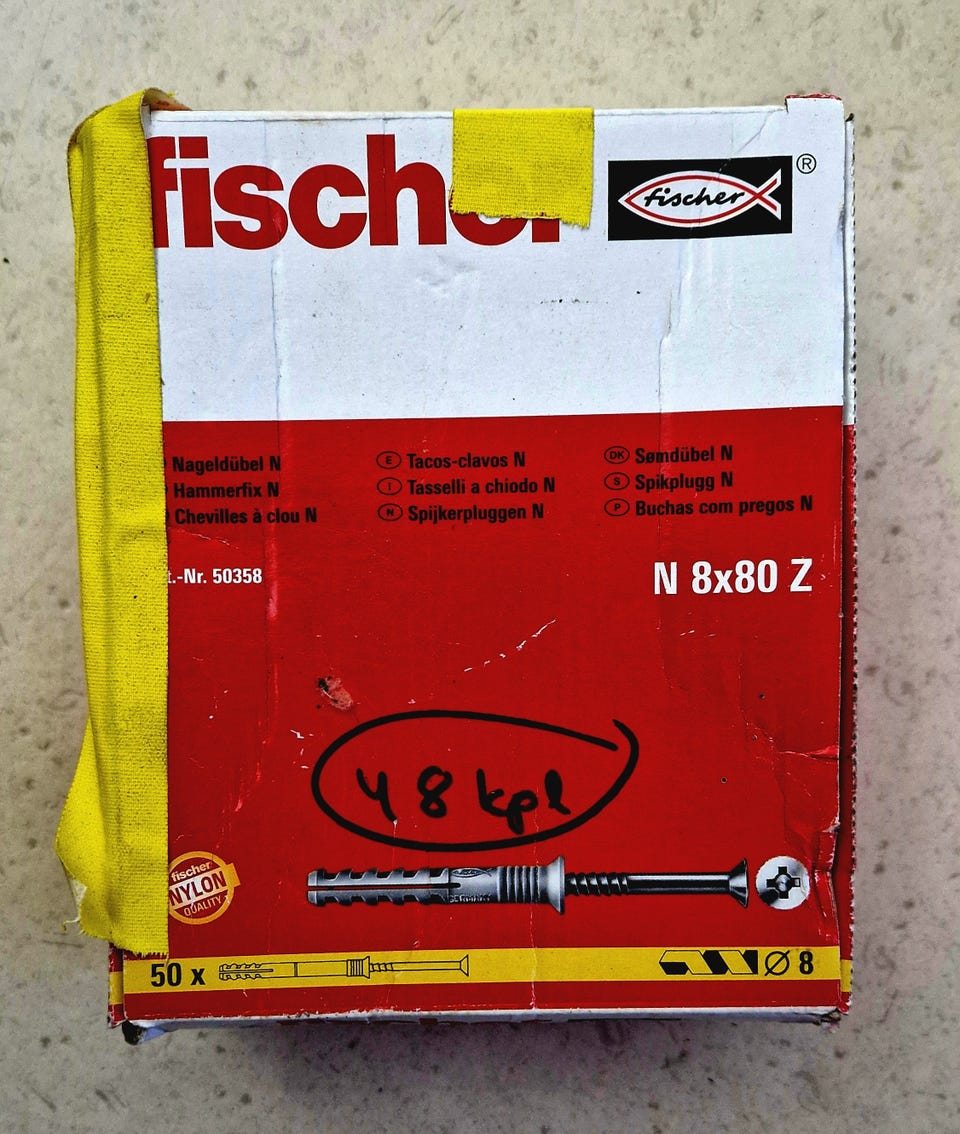 fischer
fischer ®
Nageldübel N
Hammerfix N
Chevilles à clou N
E Tacos-clavos N
I Tasselli a chiodo N
N Spijkerpluggen N
DK Sømdübel N
S Spikplugg N
P Buchas com pregos N
t.-Nr. 50358
N 8x80 Z
48 kpl
fischer
NYLON
QUALITY
50 x
Ø 8